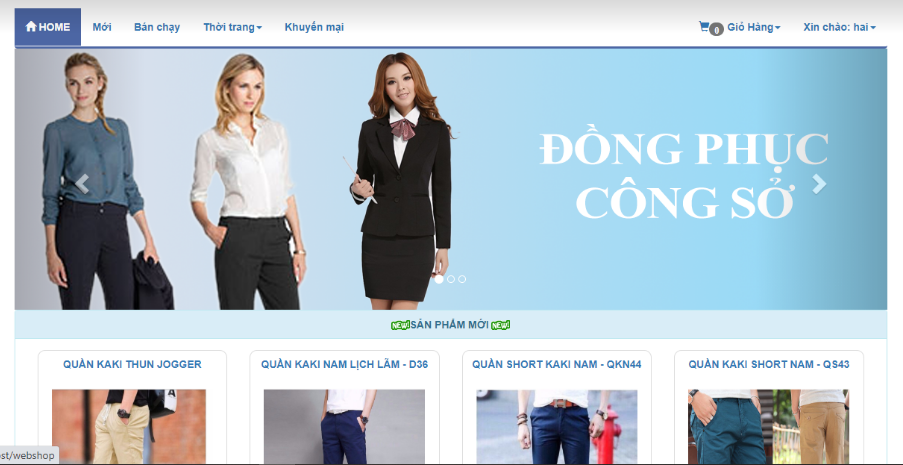 HOME Mới Bán chạy Thời trang Khuyến mại 0 Giỏ Hàng Xin chào: hai
ĐỒNG PHỤC
CÔNG SỞ
NEW! SẢN PHẨM MỚI NEW!
QUẦN KAKI THUN JOGGER
QUẦN KAKI NAM LỊCH LÃM - D36
QUẦN SHORT KAKI NAM - QKN44
QUẦN KAKI SHORT NAM - QS43
st/webshop